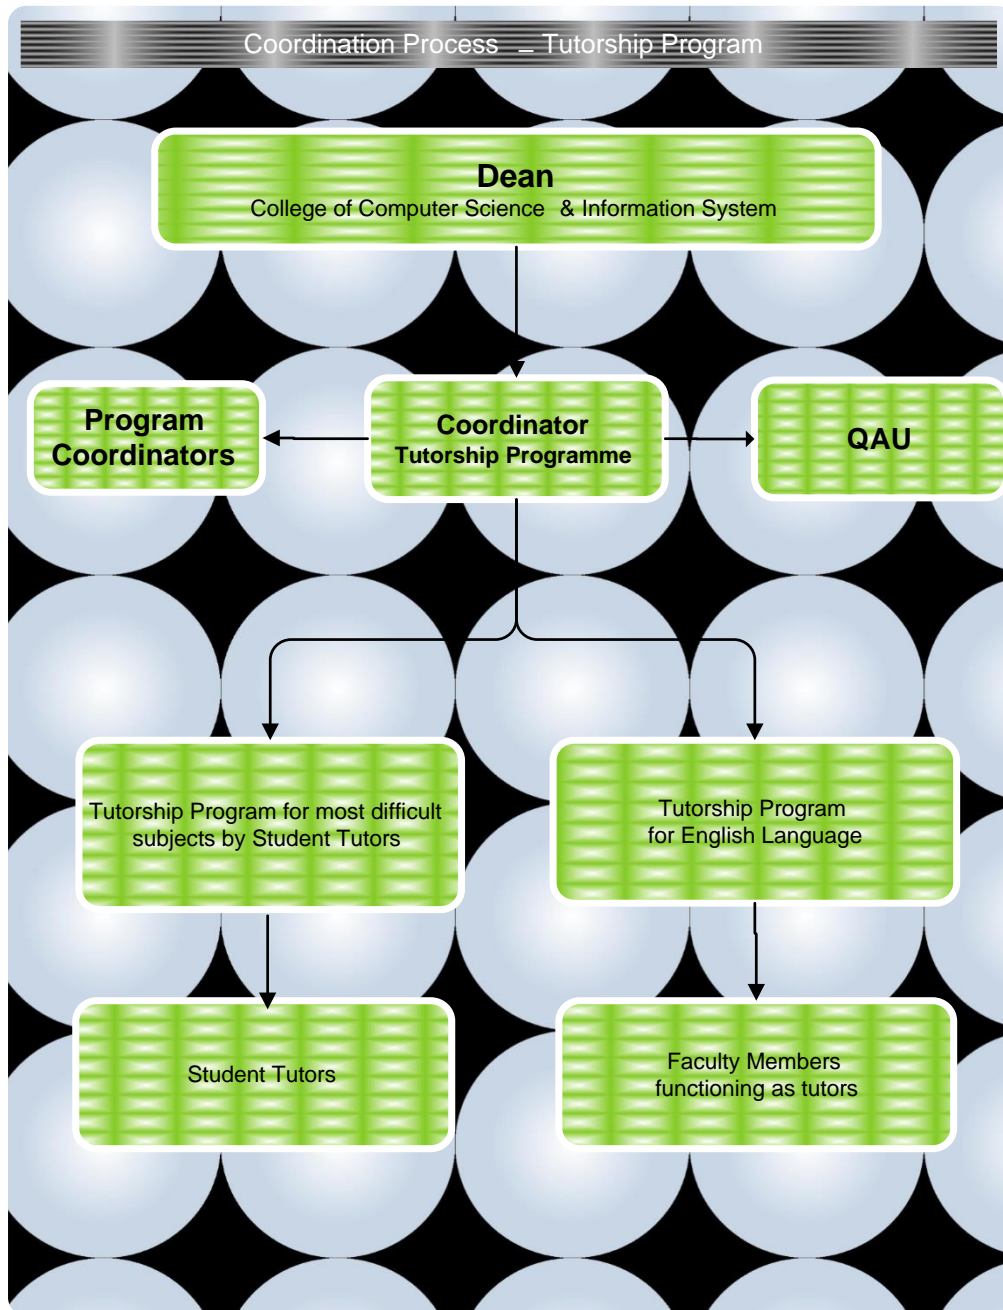 Coordination Process – Tutorship Program
Dean
College of Computer Science & Information System
Program
Coordinators
Coordinator
Tutorship Programme
QAU
Tutorship Program for most difficult
subjects by Student Tutors
Tutorship Program
for English Language
Student Tutors
Faculty Members
functioning as tutors